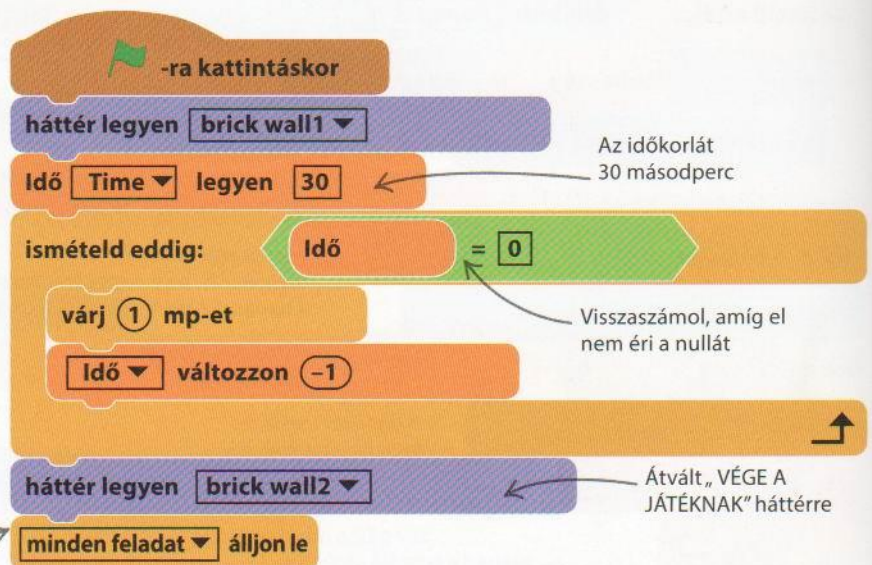 -ra kattintáskor
háttér legyen brick wall1
Az időkorlát
30 másodperc
Idő Time legyen 30
ismételd eddig: Idő = 0
várj 1 mp-et
Visszaszámol, amíg el
nem éri a nullát
Idő változzon −1
háttér legyen brick wall2
Átvált „ VÉGE A
JÁTÉKNAK” háttérre
minden feladat álljon le